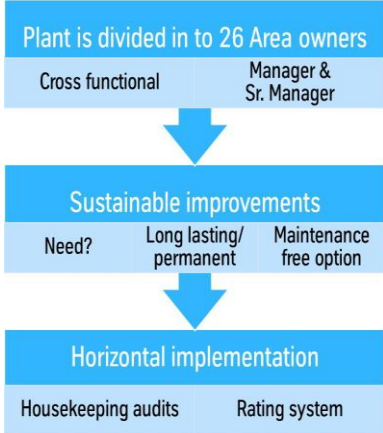 Plant is divided in to 26 Area owners
Cross functional
Manager &
Sr. Manager
Sustainable improvements
Need?
Long lasting/
permanent
Maintenance
free option
Horizontal implementation
Housekeeping audits
Rating system